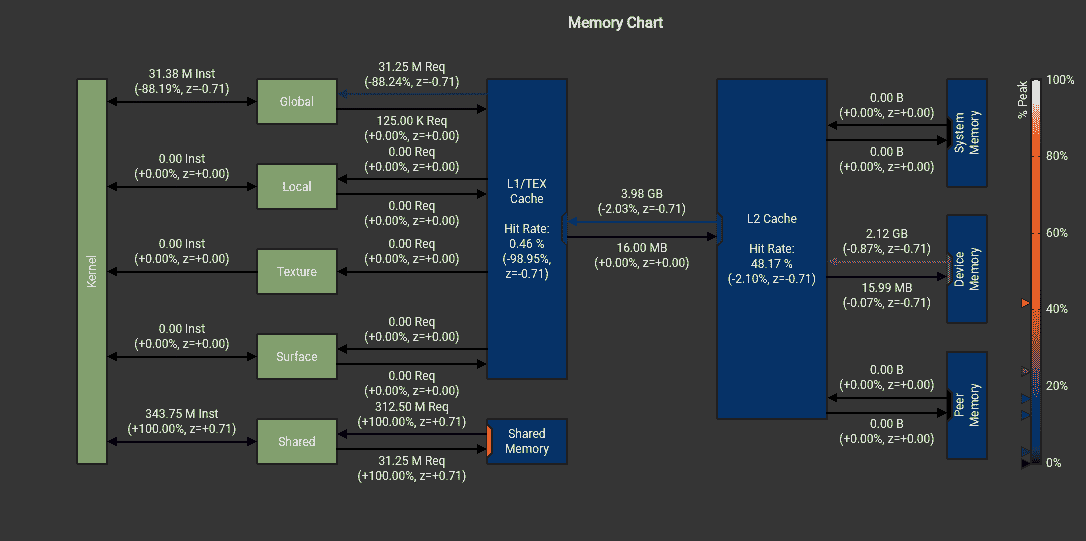 Memory Chart
31.38 M Inst
(-88.19%, z=-0.71)
Global
31.25 M Req
(-88.24%, z=-0.71)
125.00 K Req
(+0.00%, z=+0.00)
0.00 Inst
(+0.00%, z=+0.00)
Local
0.00 Req
(+0.00%, z=+0.00)
0.00 Req
(+0.00%, z=+0.00)
0.00 Inst
(+0.00%, z=+0.00)
Texture
0.00 Req
(+0.00%, z=+0.00)
0.00 Inst
(+0.00%, z=+0.00)
Surface
0.00 Req
(+0.00%, z=+0.00)
0.00 Req
(+0.00%, z=+0.00)
343.75 M Inst
(+100.00%, z=+0.71)
Shared
312.50 M Req
(+100.00%, z=+0.71)
31.25 M Req
(+100.00%, z=+0.71)
Kernel
L1/TEX
Cache
Hit Rate:
0.46 %
(-98.95%,
z=-0.71)
Shared
Memory
3.98 GB
(-2.03%, z=-0.71)
16.00 MB
(+0.00%, z=+0.00)
L2 Cache
Hit Rate:
48.17 %
(-2.10%, z=-0.71)
0.00 B
(+0.00%, z=+0.00)
0.00 B
(+0.00%, z=+0.00)
System
Memory
2.12 GB
(-0.87%, z=-0.71)
15.99 MB
(-0.07%, z=-0.71)
Device
Memory
0.00 B
(+0.00%, z=+0.00)
0.00 B
(+0.00%, z=+0.00)
Peer
Memory
% Peak
100%
80%
60%
40%
20%
0%